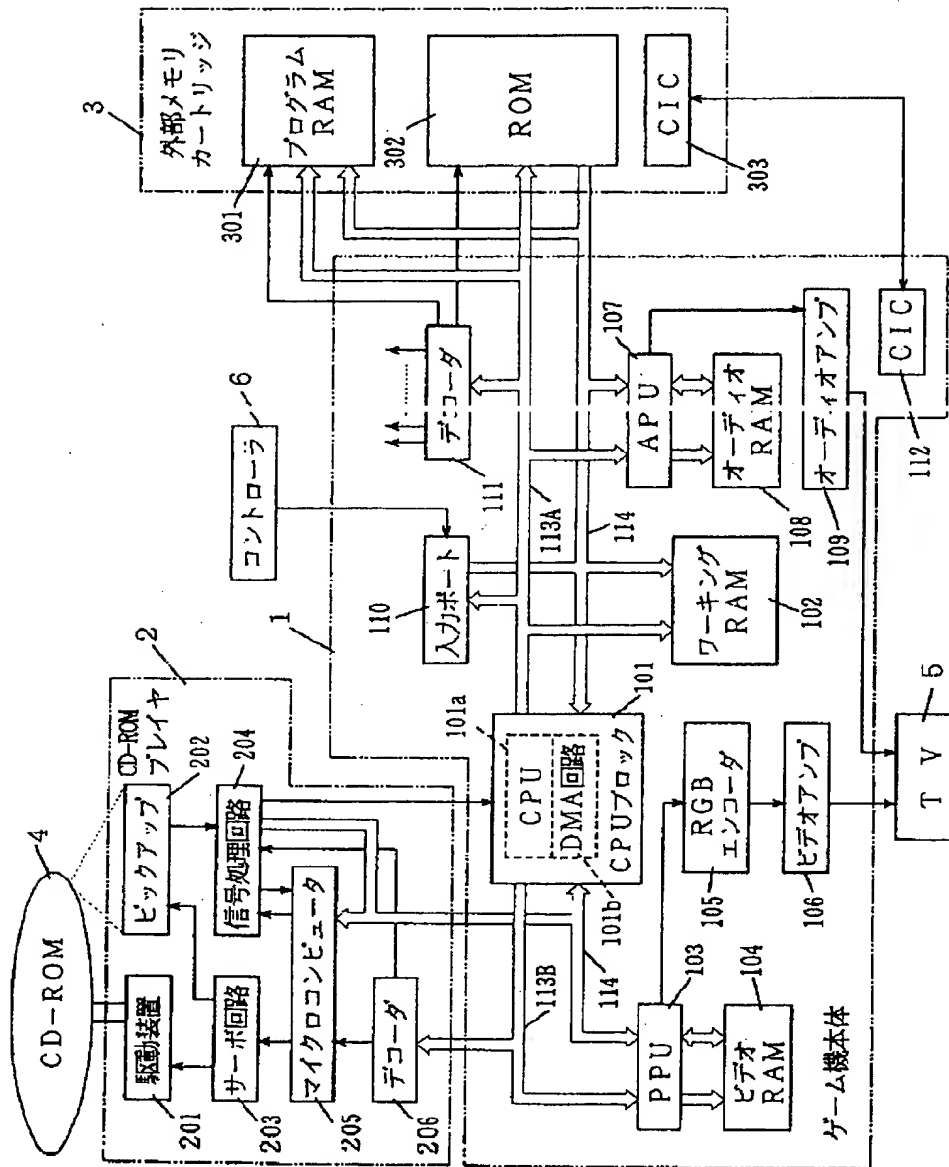 4
CD-ROM
2
CD-ROM
プレイヤ
駆動装置
201
ピックアップ
202
サーボ回路
203
信号処理回路
204
マイクロコンピュータ
205
デコーダ
206
1
コントローラ
6
入力ポート
110
デコーダ
111
3
外部メモリ
カートリッジ
301
プログラム
RAM
302
ROM
CIC
303
113B
114
101a
CPU
DMA回路
101b
CPUブロック
101
113A
114
PPU
103
ビデオ
RAM
104
RGB
エンコーダ
105
ビデオアンプ
106
ワーキング
RAM
102
APU
107
オーディオ
RAM
108
オーディオアンプ
109
CIC
112
ゲーム機本体
TV
5